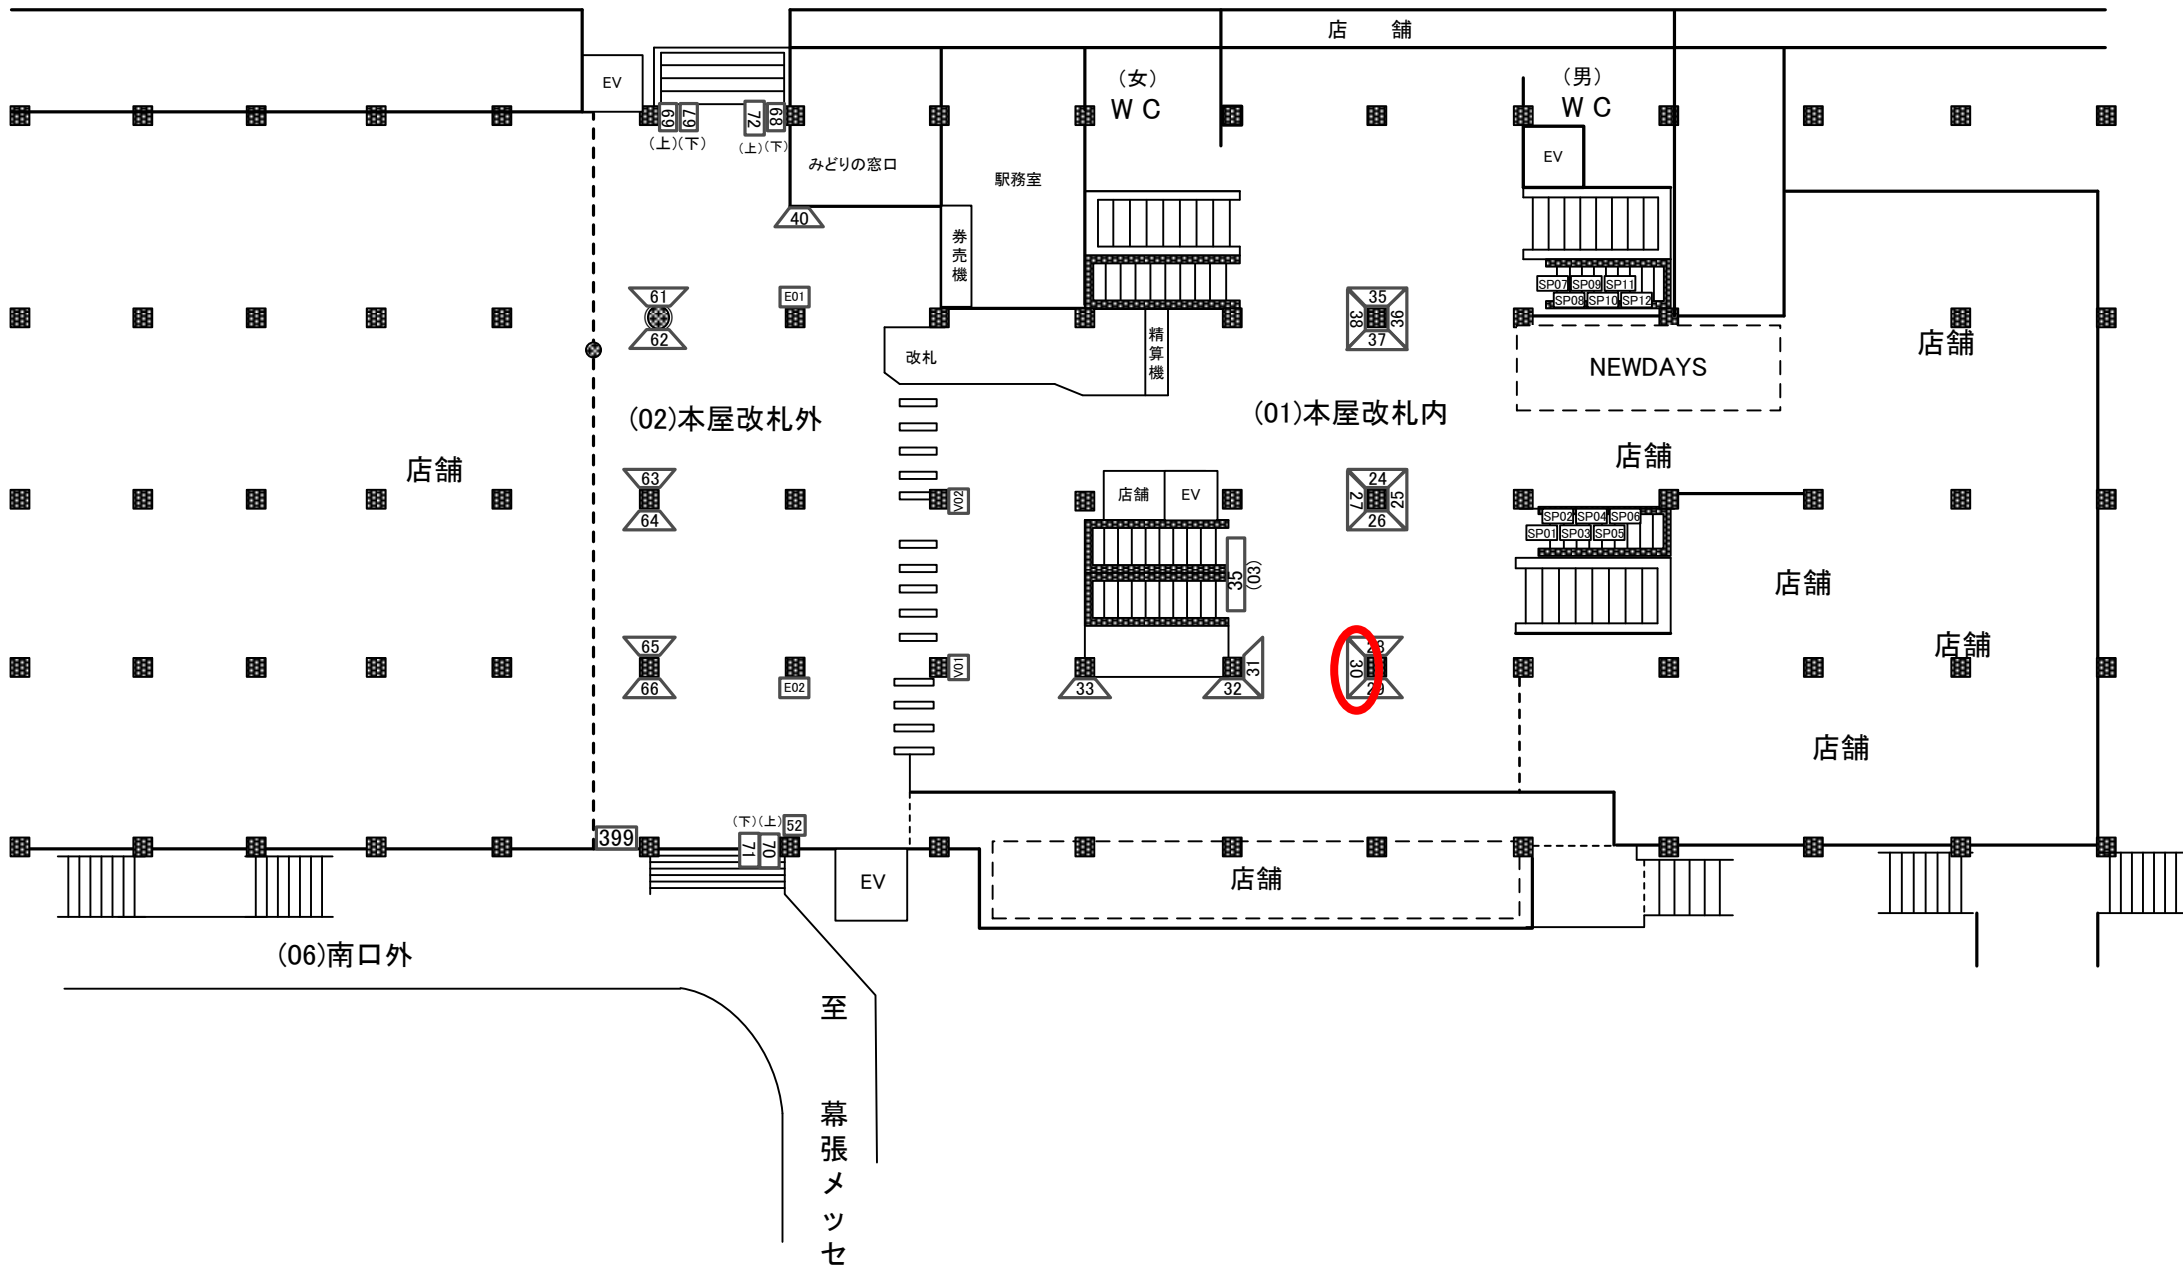 店　舗
EV
(女)
ＷＣ
(男)
ＷＣ
69
79
72
68
(上)(下)
(上)(下)
みどりの窓口
駅務室
EV
40
券売機
61
62
E01
35
36
37
38
SP07 SP09 SP11
SP08 SP10 SP12
精算機
改札
NEWDAYS
店舗
(02)本屋改札外
(01)本屋改札内
店舗
店舗
63
64
V02
店舗
EV
24
25
26
27
SP02 SP04 SP06
SP01 SP03 SP05
35
(03)
店舗
店舗
65
66
E02
V01
33
32
31
28
30
29
店舗
399
(下)(上)
71
70
52
EV
店舗
(06)南口外
至　幕張メッセ